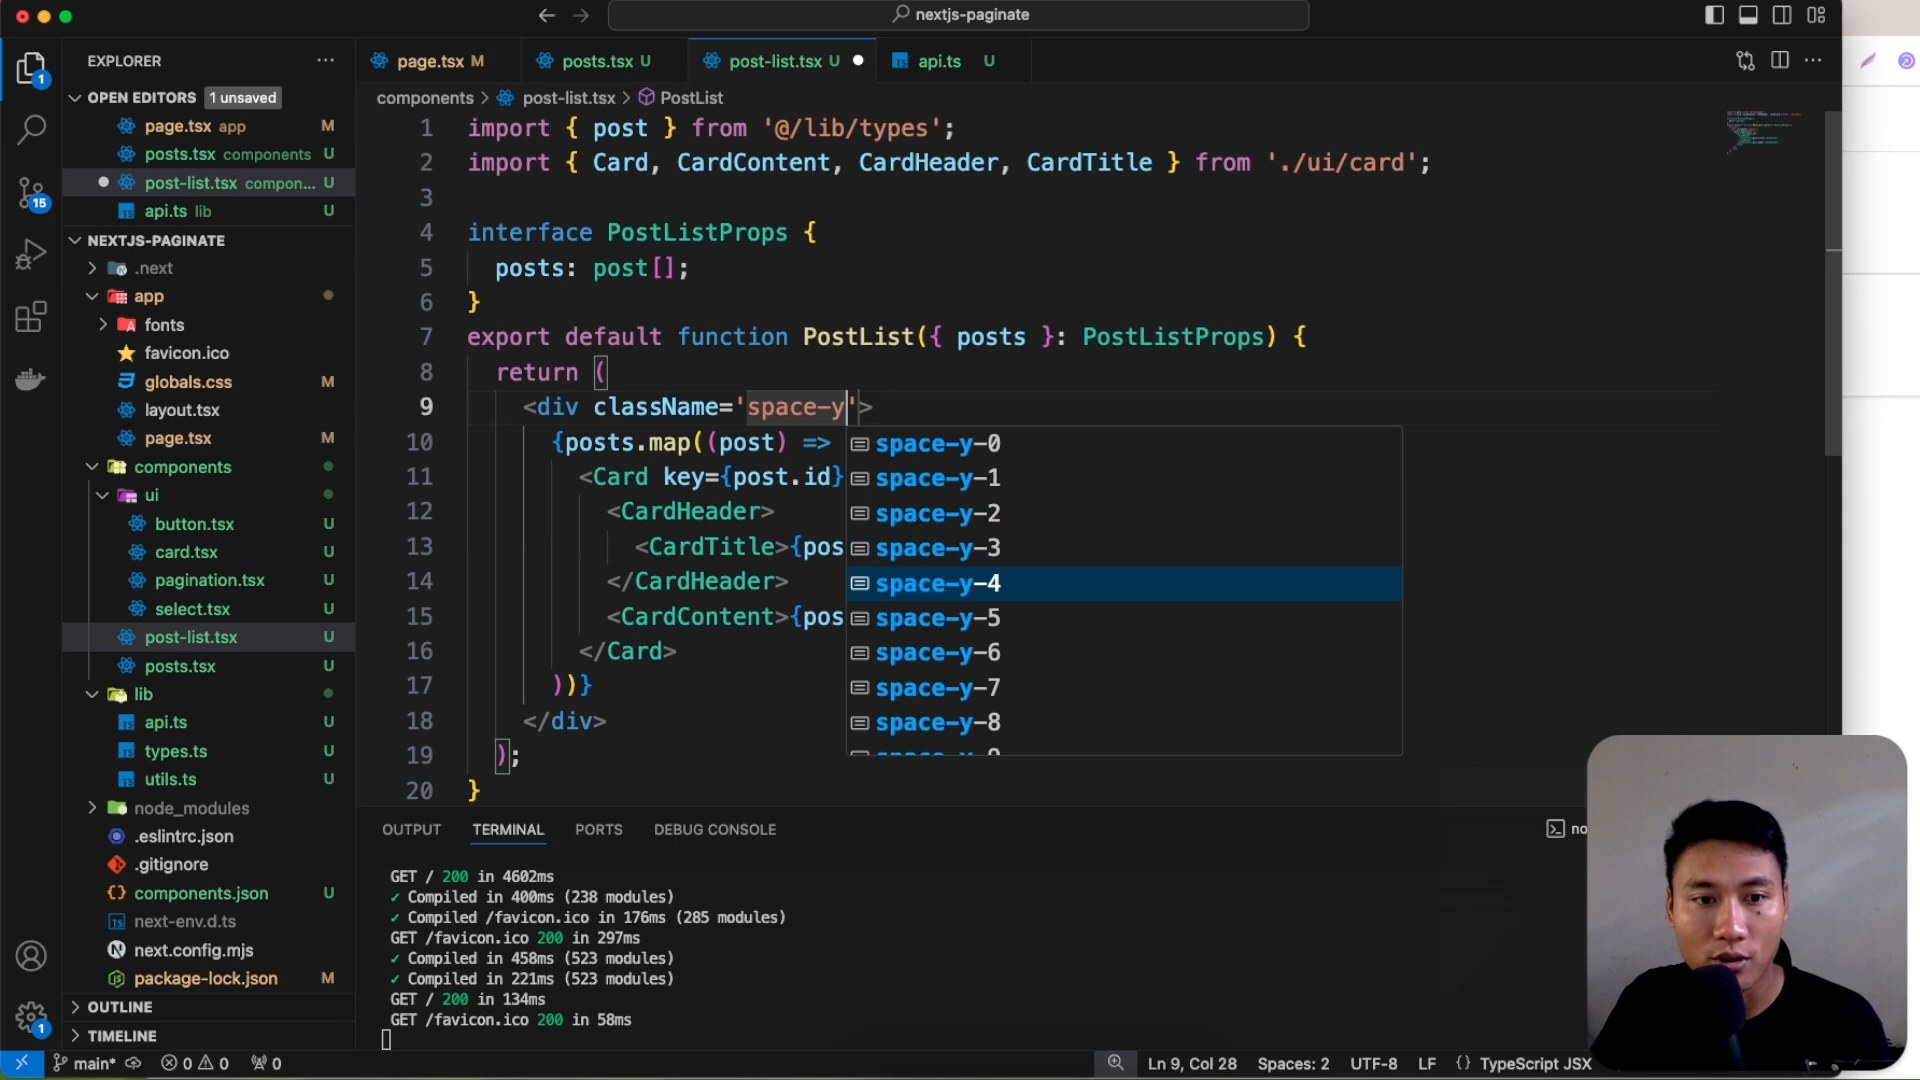 nextjs-paginate
EXPLORER
OPEN EDITORS 1 unsaved
page.tsx app M
posts.tsx components U
post-list.tsx compon... U
api.ts lib U
NEXTJS-PAGINATE
.next
app
fonts
favicon.ico
globals.css M
layout.tsx
page.tsx M
components
ui
button.tsx U
card.tsx U
pagination.tsx U
select.tsx U
post-list.tsx U
posts.tsx U
lib
api.ts U
types.ts U
utils.ts U
node_modules
.eslintrc.json
.gitignore
components.json U
next-env.d.ts
next.config.mjs
package-lock.json M
OUTLINE
TIMELINE
1
15
1
page.tsx M posts.tsx U post-list.tsx U api.ts U
components > post-list.tsx > PostList
1 import { post } from '@/lib/types';
2 import { Card, CardContent, CardHeader, CardTitle } from './ui/card';
3
4 interface PostListProps {
5 posts: post[];
6 }
7 export default function PostList({ posts }: PostListProps) {
8 return (
9 <div className='space-y'>
10 {posts.map((post) =>
11 <Card key={post.id}
12 <CardHeader>
13 <CardTitle>{pos
14 </CardHeader>
15 <CardContent>{pos
16 </Card>
17 ))}
18 </div>
19 );
20 }
space-y-0
space-y-1
space-y-2
space-y-3
space-y-4
space-y-5
space-y-6
space-y-7
space-y-8
space-y-9
OUTPUT TERMINAL PORTS DEBUG CONSOLE
no
GET / 200 in 4602ms
✓ Compiled in 400ms (238 modules)
✓ Compiled /favicon.ico in 176ms (285 modules)
GET /favicon.ico 200 in 297ms
✓ Compiled in 458ms (523 modules)
✓ Compiled in 221ms (523 modules)
GET / 200 in 134ms
GET /favicon.ico 200 in 58ms
main* 0 0 0 Ln 9, Col 28 Spaces: 2 UTF-8 LF {} TypeScript JSX